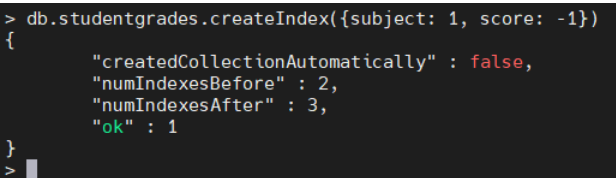 > db.studentgrades.createIndex({subject: 1, score: -1})
{
        "createdCollectionAutomatically" : false,
        "numIndexesBefore" : 2,
        "numIndexesAfter" : 3,
        "ok" : 1
}
>